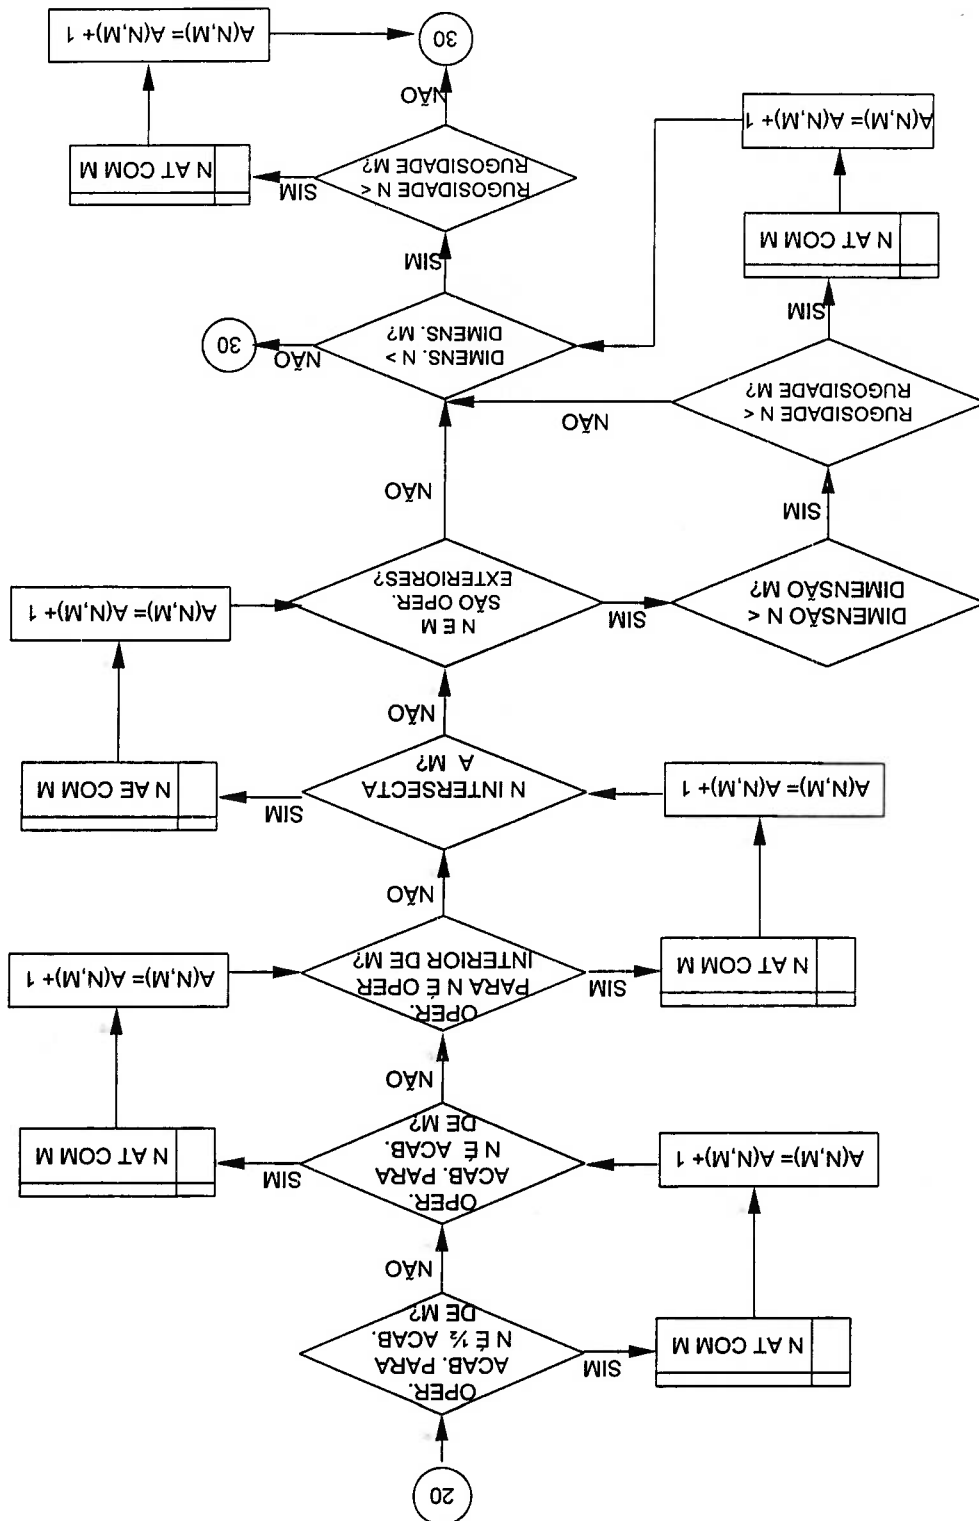 20
OPER.
ACAB. PARA
N É ½ ACAB.
DE M?
SIM
N AT COM M
A(N,M)= A(N,M)+ 1
NÃO
OPER.
ACAB. PARA
N É ACAB.
DE M?
SIM
N AT COM M
A(N,M)= A(N,M)+ 1
NÃO
OPER.
PARA N É OPER
INTERIOR DE M?
SIM
N AT COM M
A(N,M)= A(N,M)+ 1
NÃO
N INTERSECTA
A M?
SIM
N AE COM M
A(N,M)= A(N,M)+ 1
NÃO
N E M
SÃO OPER.
EXTERIORES?
SIM
DIMENSÃO N <
DIMENSÃO M?
SIM
RUGOSIDADE N <
RUGOSIDADE M?
NÃO
SIM
N AT COM M
A(N,M)= A(N,M)+ 1
NÃO
DIMENS. N >
DIMENS. M?
NÃO
30
SIM
RUGOSIDADE N <
RUGOSIDADE M?
SIM
N AT COM M
A(N,M)= A(N,M)+ 1
NÃO
30